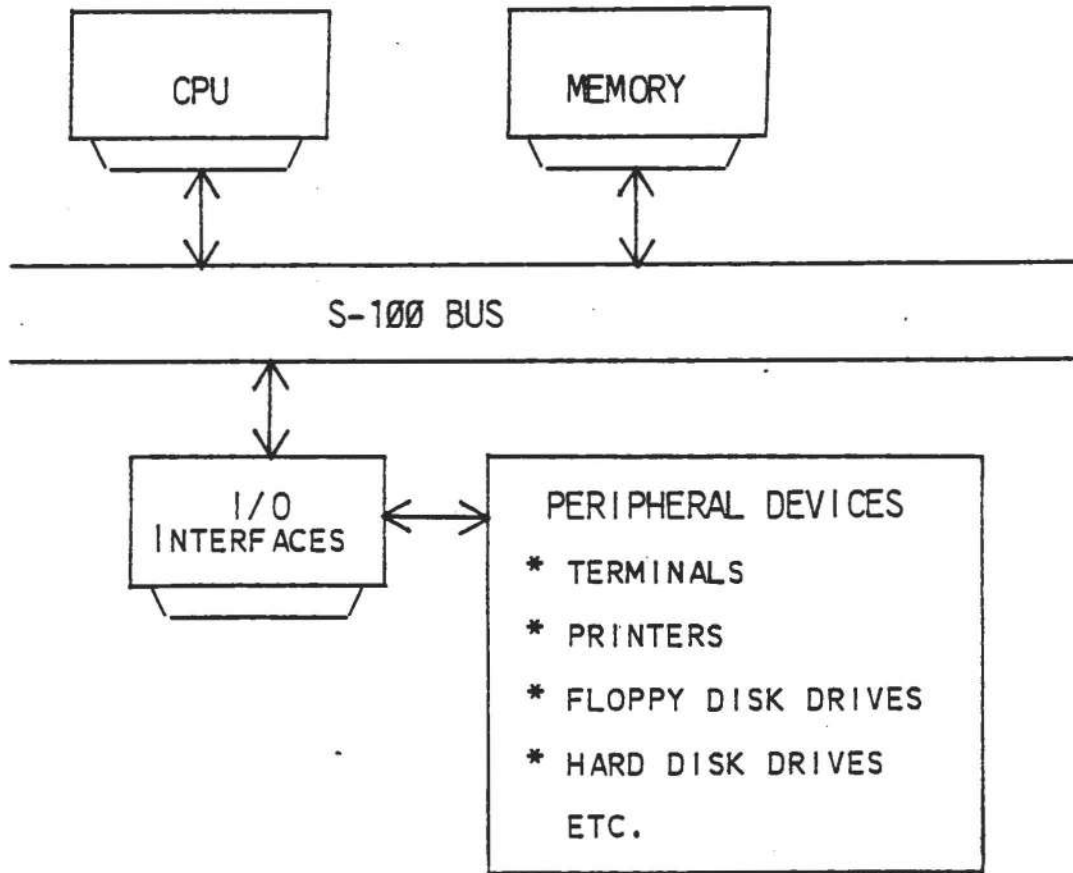 CPU
MEMORY
S-100 BUS
I/O
INTERFACES
PERIPHERAL DEVICES
* TERMINALS
* PRINTERS
* FLOPPY DISK DRIVES
* HARD DISK DRIVES
ETC.